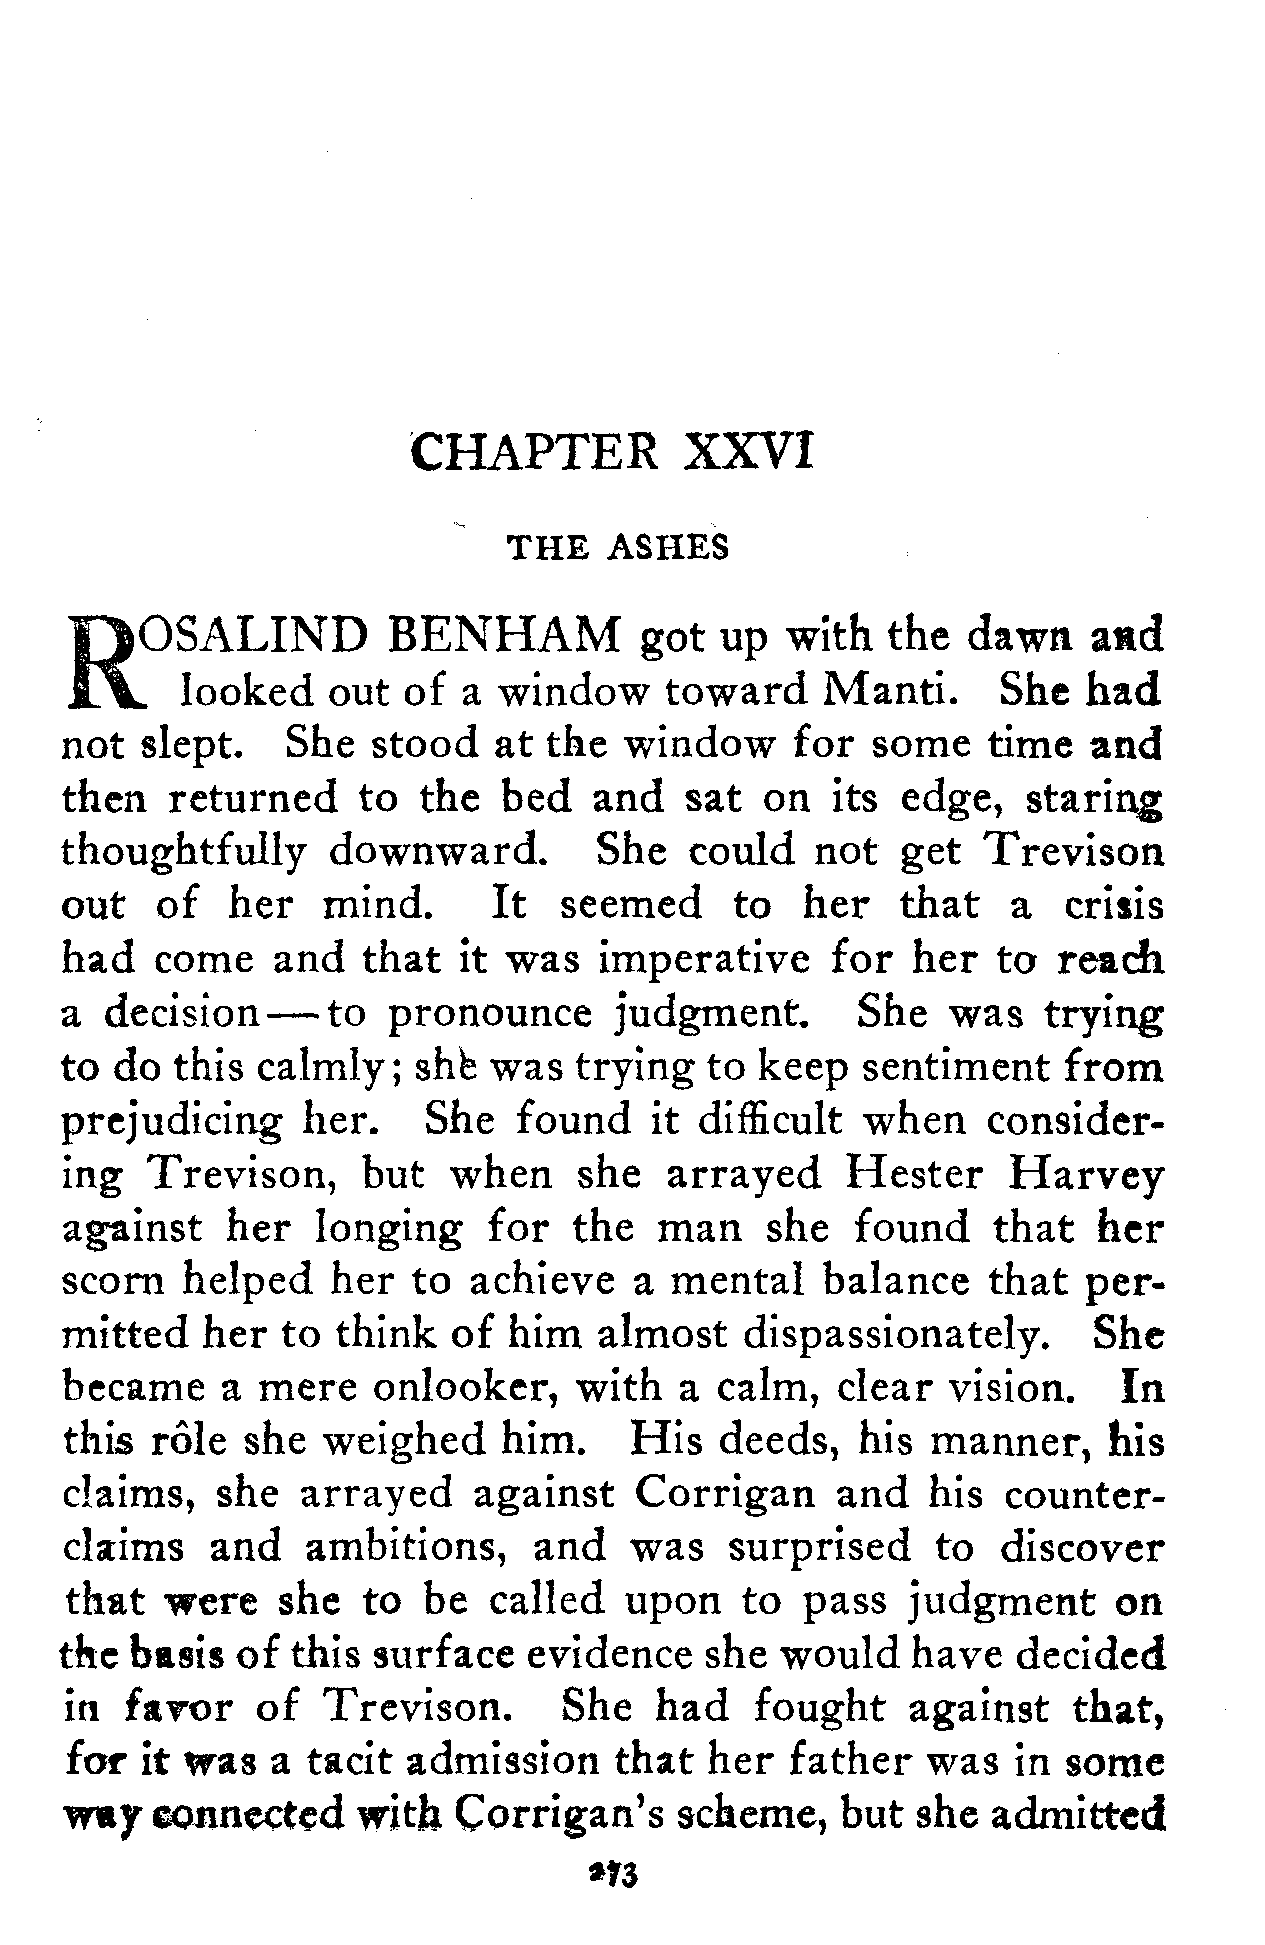 CHAPTER XXVI
THE ASHES
ROSALIND BENHAM got up with the dawn and
looked out of a window toward Manti. She had
not slept. She stood at the window for some time and
then returned to the bed and sat on its edge, staring
thoughtfully downward. She could not get Trevison
out of her mind. It seemed to her that a crisis
had come and that it was imperative for her to reach
a decision—to pronounce judgment. She was trying
to do this calmly; she was trying to keep sentiment from
prejudicing her. She found it difficult when consider-
ing Trevison, but when she arrayed Hester Harvey
against her longing for the man she found that her
scorn helped her to achieve a mental balance that per-
mitted her to think of him almost dispassionately. She
became a mere onlooker, with a calm, clear vision. In
this rôle she weighed him. His deeds, his manner, his
claims, she arrayed against Corrigan and his counter-
claims and ambitions, and was surprised to discover
that were she to be called upon to pass judgment on
the basis of this surface evidence she would have decided
in favor of Trevison. She had fought against that,
for it was a tacit admission that her father was in some
way connected with Corrigan's scheme, but she admitted
273